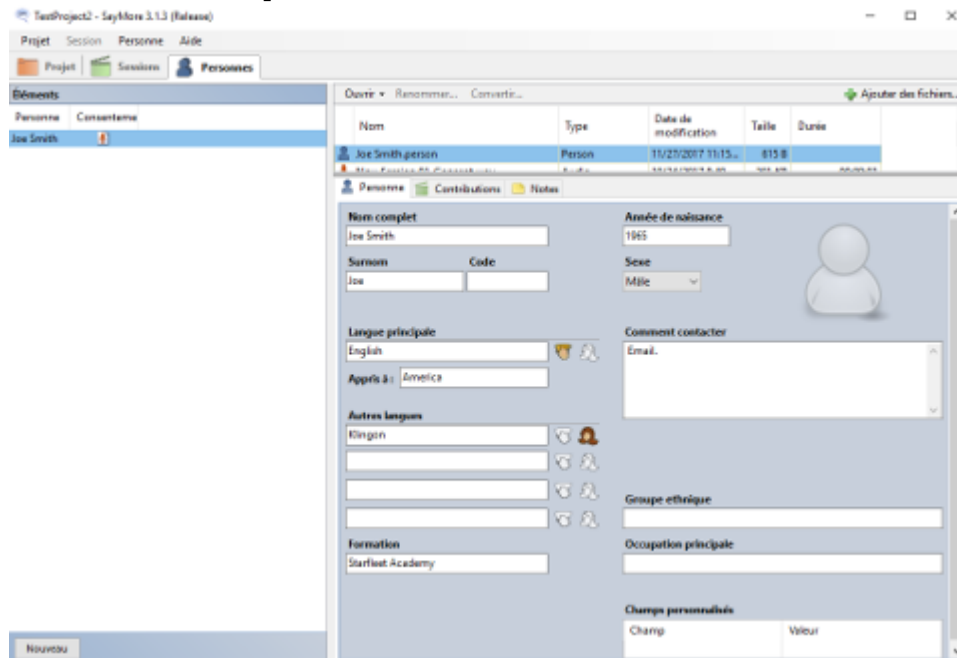 TestProject2 - SayMore 3.1.3 (Release)
Projet Session Personne Aide
Projet Sessions Personnes
Éléments
Personne Consenteme
Joe Smith
Ouvrir Renommer... Convertir...
Ajouter des fichiers...
Nom Type Date de modification Taille Durée
Joe Smith.person Person 11/27/2017 11:15... 615 B
Personne Contributions Notes
Nom complet
Joe Smith
Année de naissance
1965
Surnom Code
Joe
Sexe
Mâle
Langue principale
English
Appris à : America
Comment contacter
Email.
Autres langues
Klingon
Groupe ethnique
Formation
Starfleet Academy
Occupation principale
Champs personnalisés
Champ Valeur
Nouveau